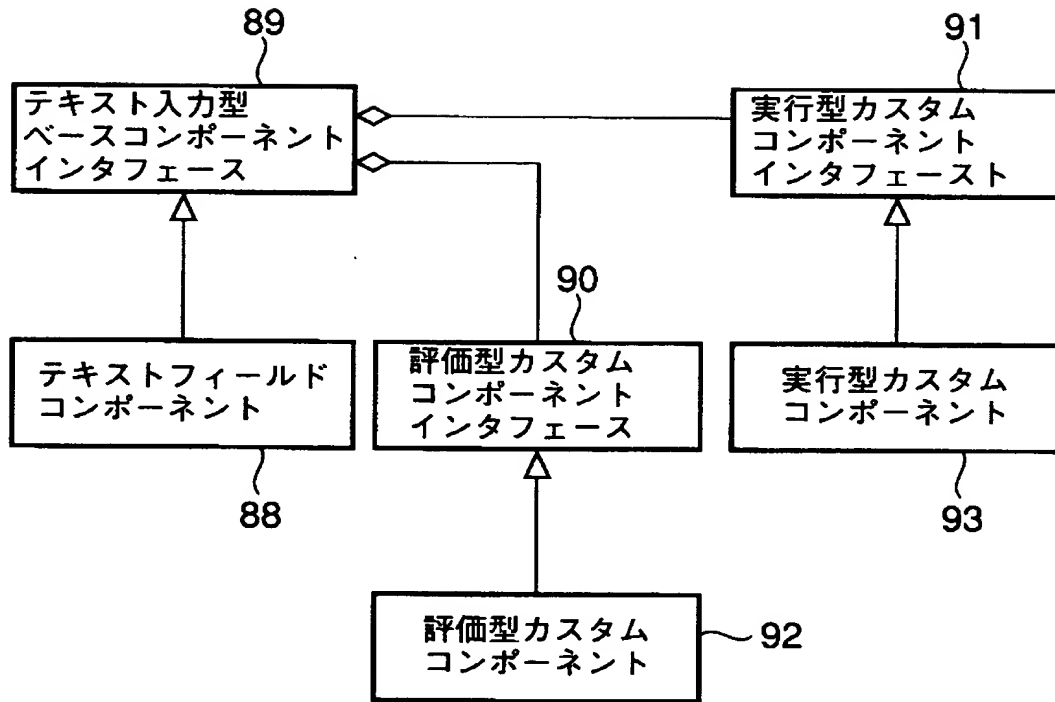 89
テキスト入力型
ベースコンポーネント
インタフェース
91
実行型カスタム
コンポーネント
インタフェースト
テキストフィールド
コンポーネント
88
90
評価型カスタム
コンポーネント
インタフェース
実行型カスタム
コンポーネント
93
評価型カスタム
コンポーネント
92